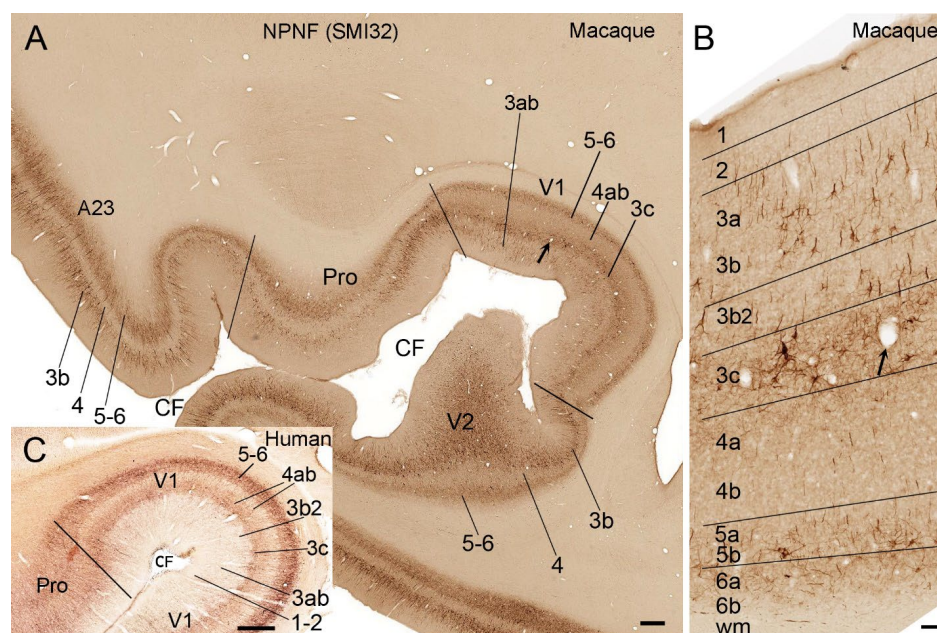 A
NPNF (SMI32)
Macaque
3ab
5-6
V1
4ab
3c
A23
Pro
CF
3b
4
5-6
CF
V2
3b
4
5-6
B
Macaque
1
2
3a
3b
3b2
3c
4a
4b
5a
5b
6a
6b
wm
C
Human
V1
5-6
4ab
3b2
3c
CF
Pro
3ab
V1
1-2